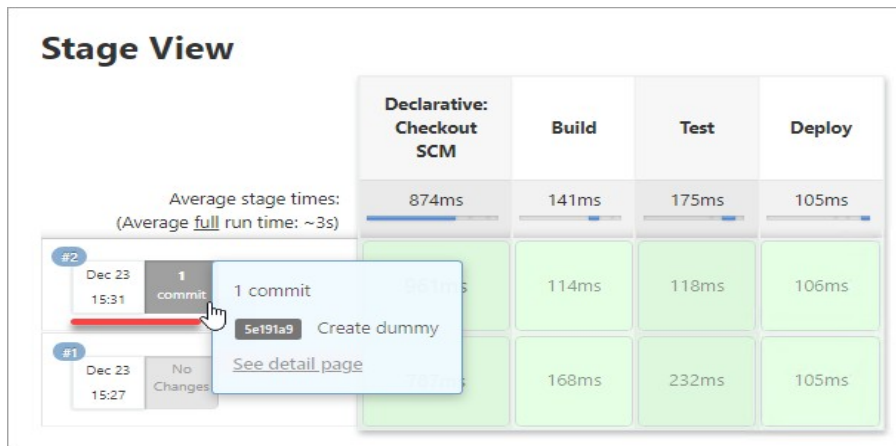 Stage View
Declarative:
Checkout
SCM
Build
Test
Deploy
Average stage times:
(Average full run time: ~3s)
874ms
141ms
175ms
105ms
#2
Dec 23
15:31
1
commit
114ms
118ms
106ms
1 commit
5e191a9 Create dummy
See detail page
#1
Dec 23
15:27
No
Changes
168ms
232ms
105ms